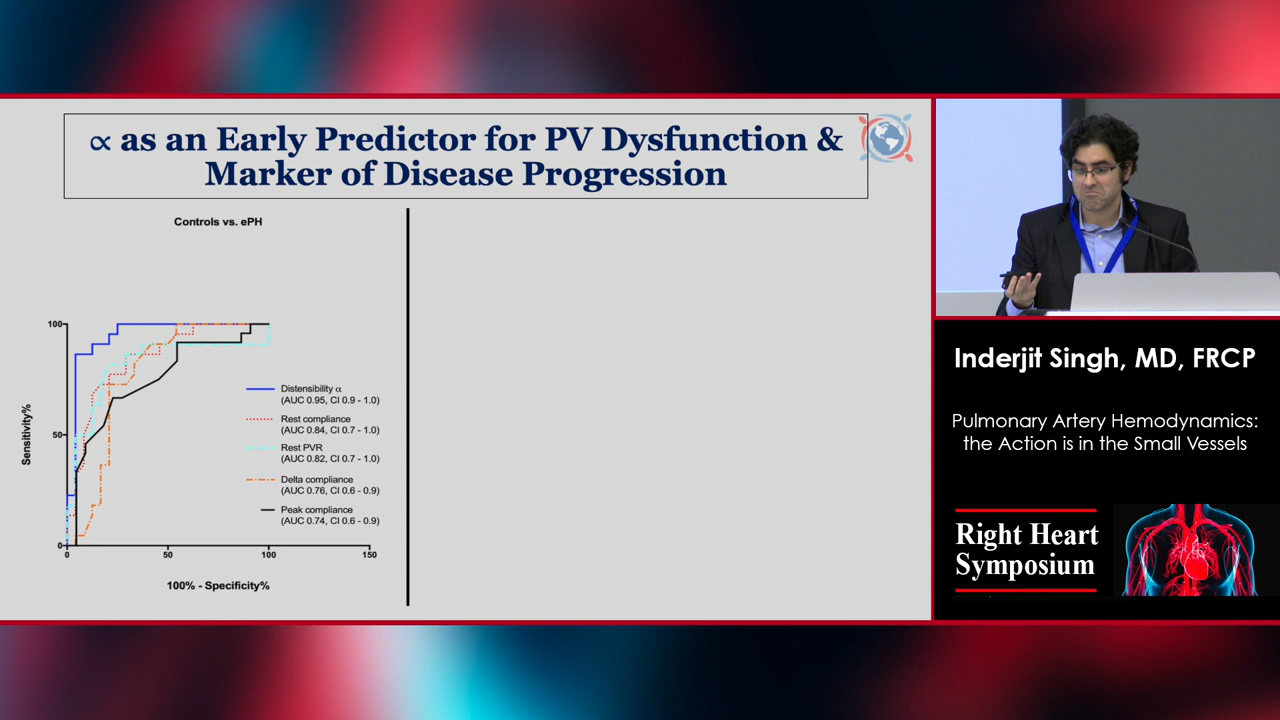 ∝ as an Early Predictor for PV Dysfunction &
Marker of Disease Progression
Controls vs. ePH
100
50
0
Sensitivity%
0
50
100
150
100% - Specificity%
Distensibility α
(AUC 0.95, CI 0.9 - 1.0)
Rest compliance
(AUC 0.84, CI 0.7 - 1.0)
Rest PVR
(AUC 0.82, CI 0.7 - 1.0)
Delta compliance
(AUC 0.76, CI 0.6 - 0.9)
Peak compliance
(AUC 0.74, CI 0.6 - 0.9)
Inderjit Singh, MD, FRCP
Pulmonary Artery Hemodynamics:
the Action is in the Small Vessels
Right Heart
Symposium